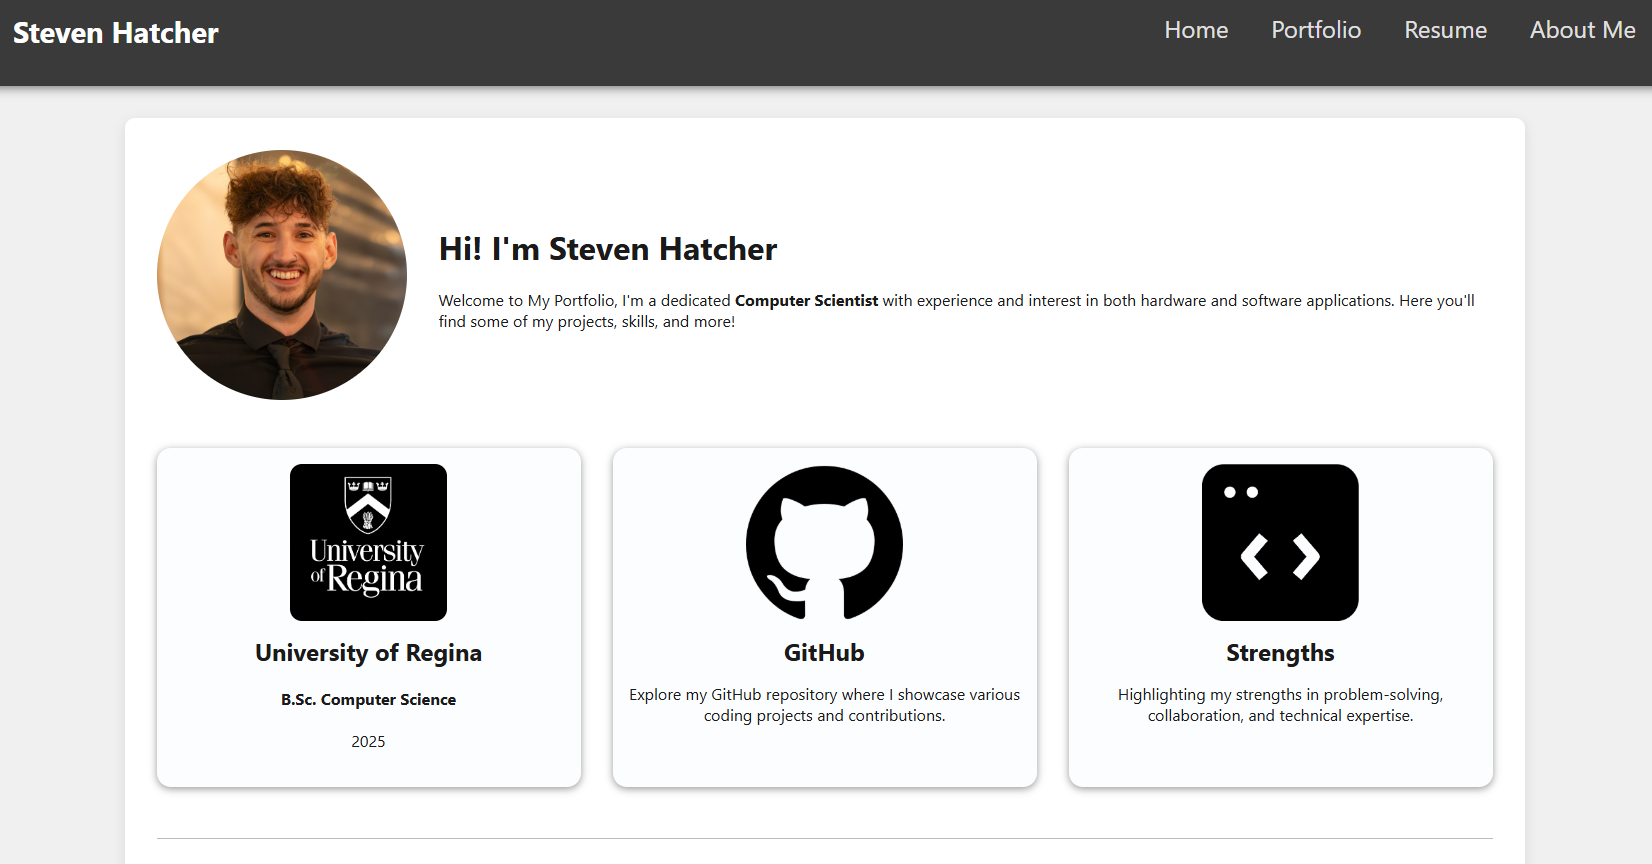 Steven Hatcher
Home Portfolio Resume About Me
Hi! I'm Steven Hatcher
Welcome to My Portfolio, I'm a dedicated Computer Scientist with experience and interest in both hardware and software applications. Here you'll
find some of my projects, skills, and more!
University
of Regina
University of Regina
B.Sc. Computer Science
2025
GitHub
Explore my GitHub repository where I showcase various
coding projects and contributions.
Strengths
Highlighting my strengths in problem-solving,
collaboration, and technical expertise.